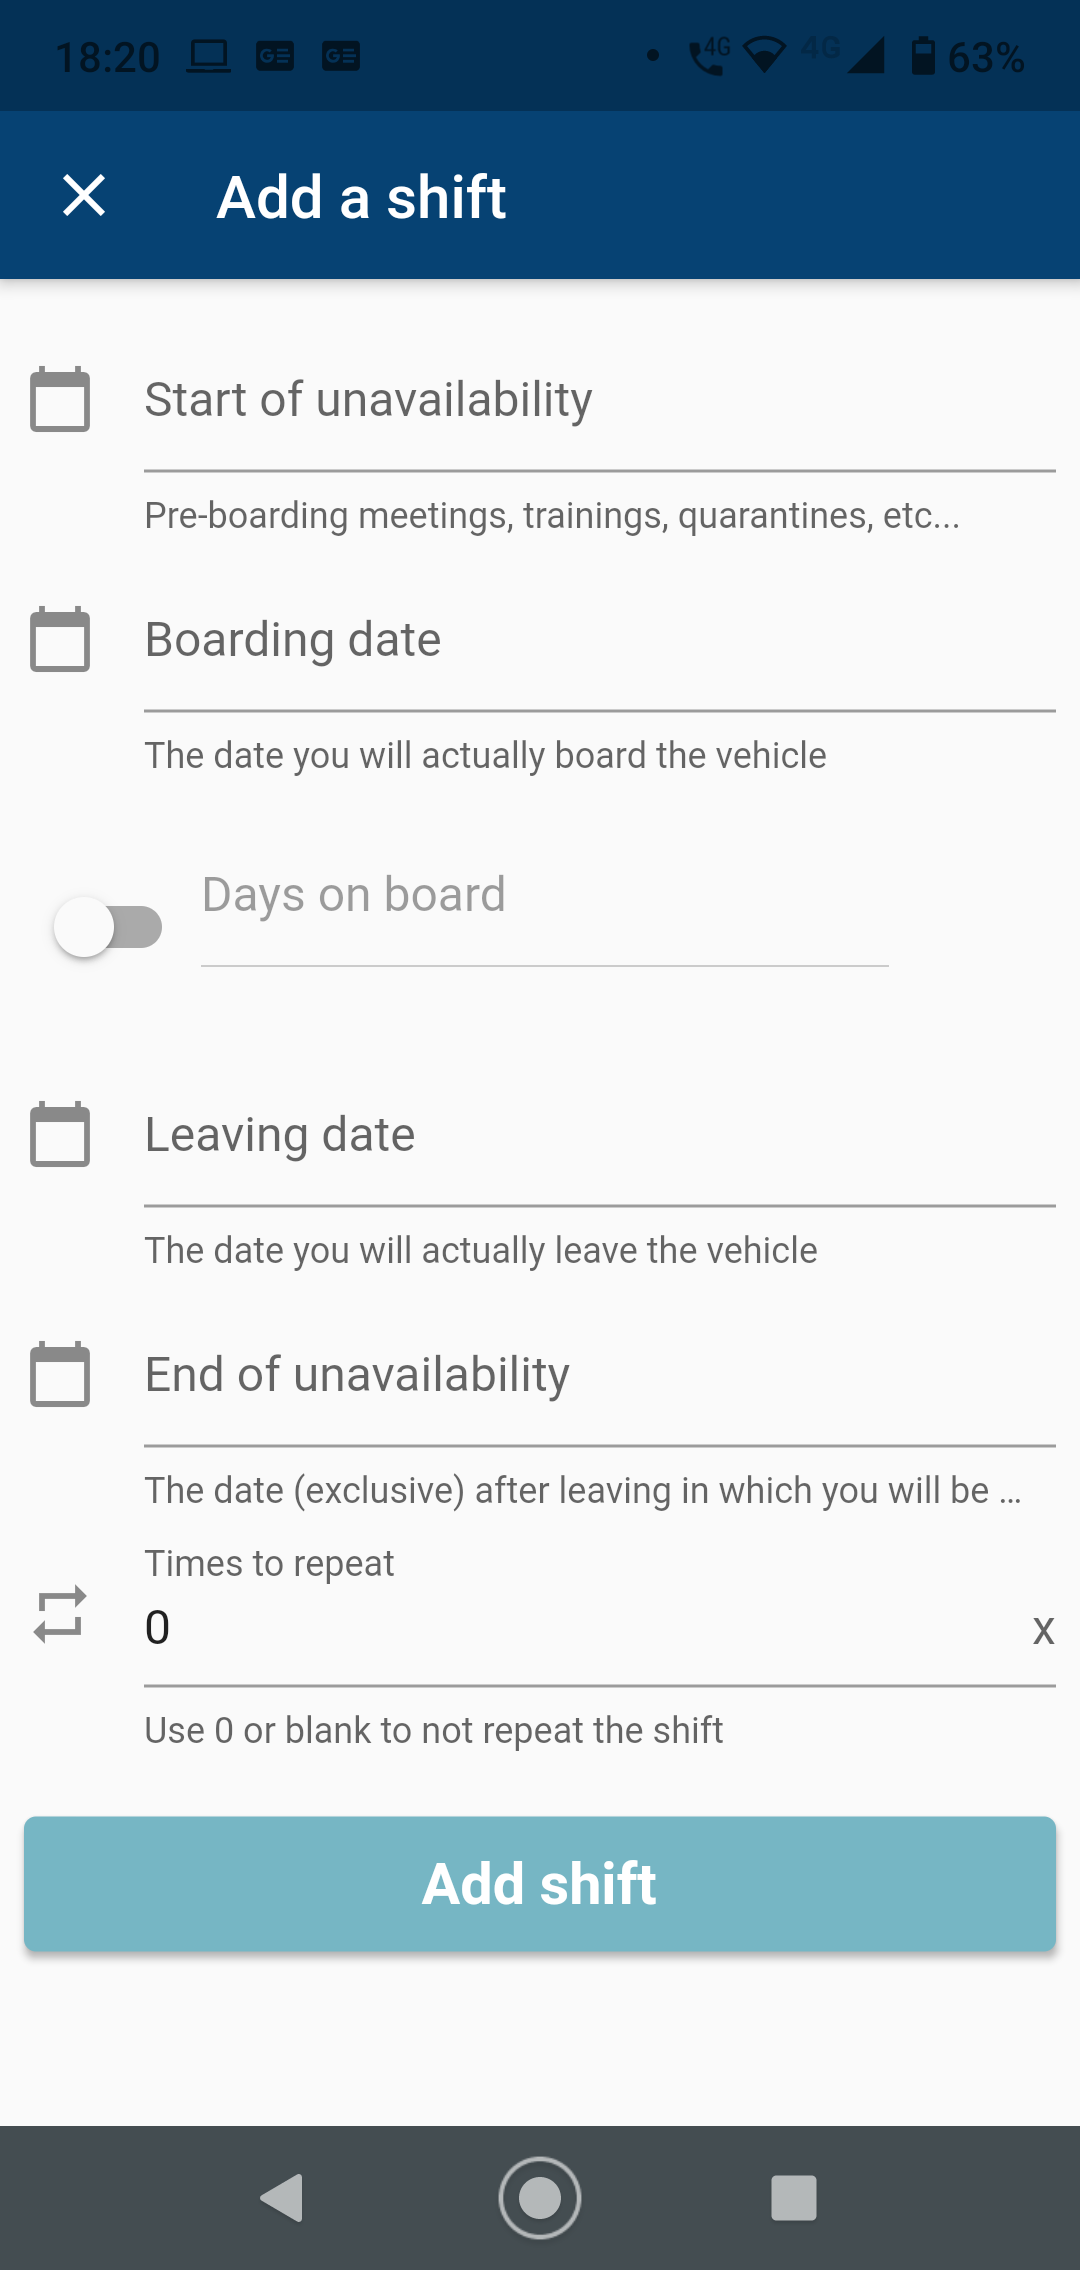 18:20 GE GE 4G 4G 63%
Add a shift
Start of unavailability
Pre-boarding meetings, trainings, quarantines, etc...
Boarding date
The date you will actually board the vehicle
Days on board
Leaving date
The date you will actually leave the vehicle
End of unavailability
The date (exclusive) after leaving in which you will be …
Times to repeat
0 x
Use 0 or blank to not repeat the shift
Add shift